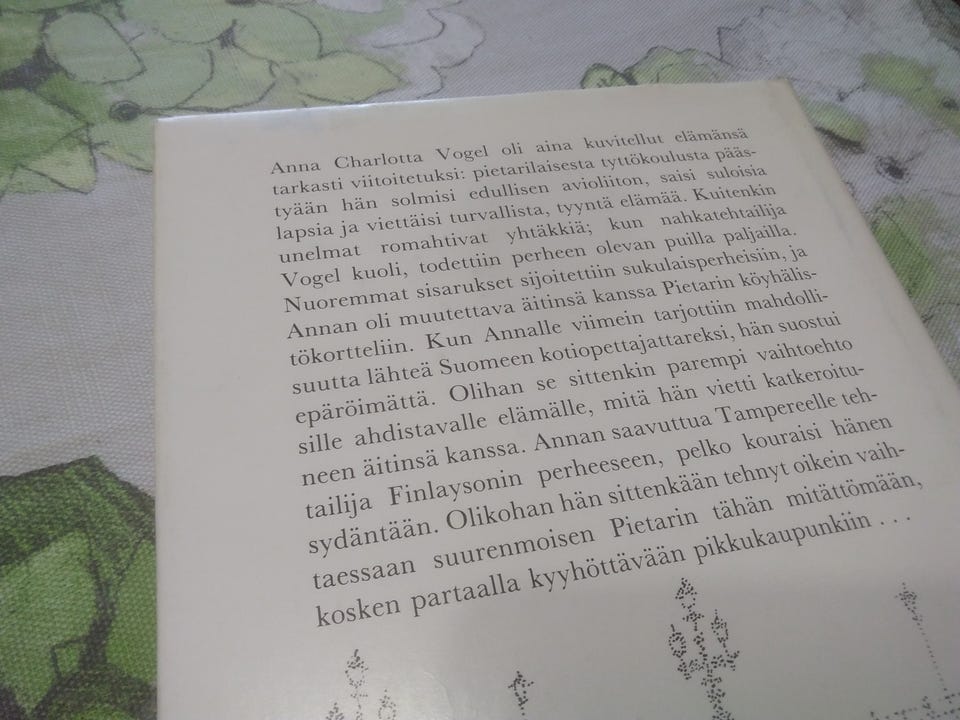 Anna Charlotta Vogel oli aina kuvitellut elämänsä
tarkasti viitoitetuksi: pietarilaisesta tyttökoulusta pääs-
tyään hän solmisi edullisen avioliiton, saisi suloisia
lapsia ja viettäisi turvallista, tyyntä elämää. Kuitenkin
unelmat romahtivat yhtäkkiä; kun nahkatehtailija
Vogel kuoli, todettiin perheen olevan puilla paljailla.
Nuoremmat sisarukset sijoitettiin sukulaisperheisiin, ja
Annan oli muutettava äitinsä kanssa Pietarin köyhälis-
tökortteliin. Kun Annalle viimein tarjottiin mahdolli-
suutta lähteä Suomeen kotiopettajattareksi, hän suostui
epäröimättä. Olihan se sittenkin parempi vaihtoehto
sille ahdistavalle elämälle, mitä hän vietti katkeroitu-
neen äitinsä kanssa. Annan saavuttua Tampereelle teh-
tailija Finlaysonin perheeseen, pelko kouraisi hänen
sydäntään. Olikohan hän sittenkään tehnyt oikein vaih-
taessaan suurenmoisen Pietarin tähän mitättömään,
kosken partaalla kyyhöttävään pikkukaupunkiin . . .